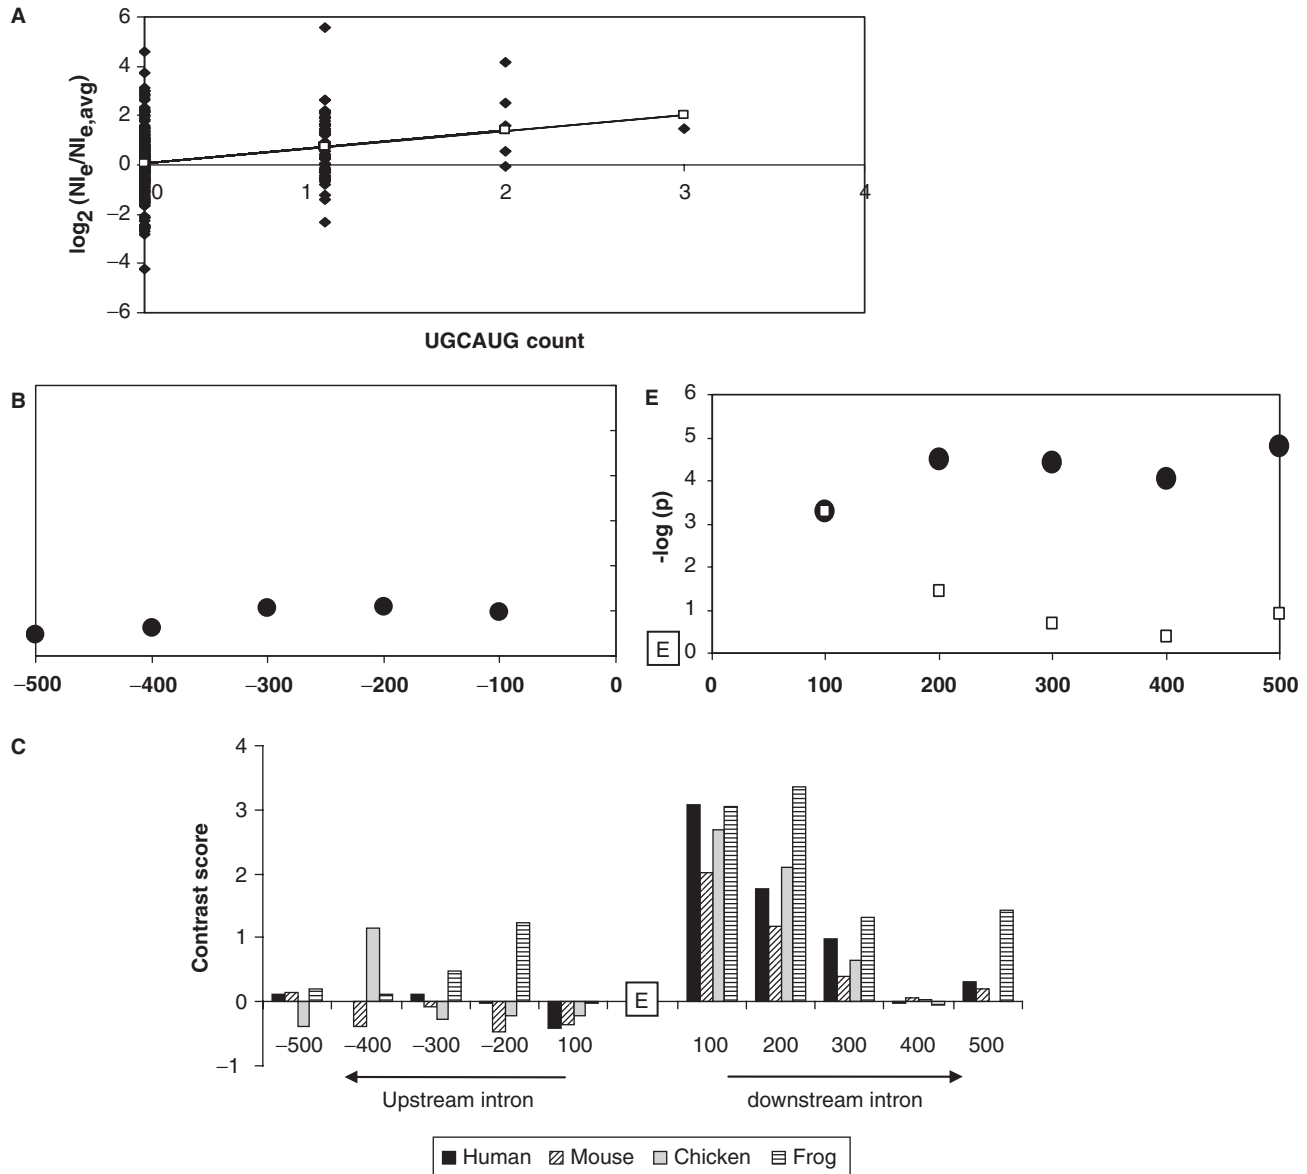 A
6
4
2
0
−2
−4
−6
log2 (NIe/NIe,avg)
0 1 2 3 4
UGCAUG count
B
−500 −400 −300 −200 −100 0
E
6
5
4
3
2
1
0
-log (p)
E
0 100 200 300 400 500
C
4
3
2
1
0
−1
Contrast score
E
−500 −400 −300 −200 100 100 200 300 400 500
Upstream intron downstream intron
Human Mouse Chicken Frog